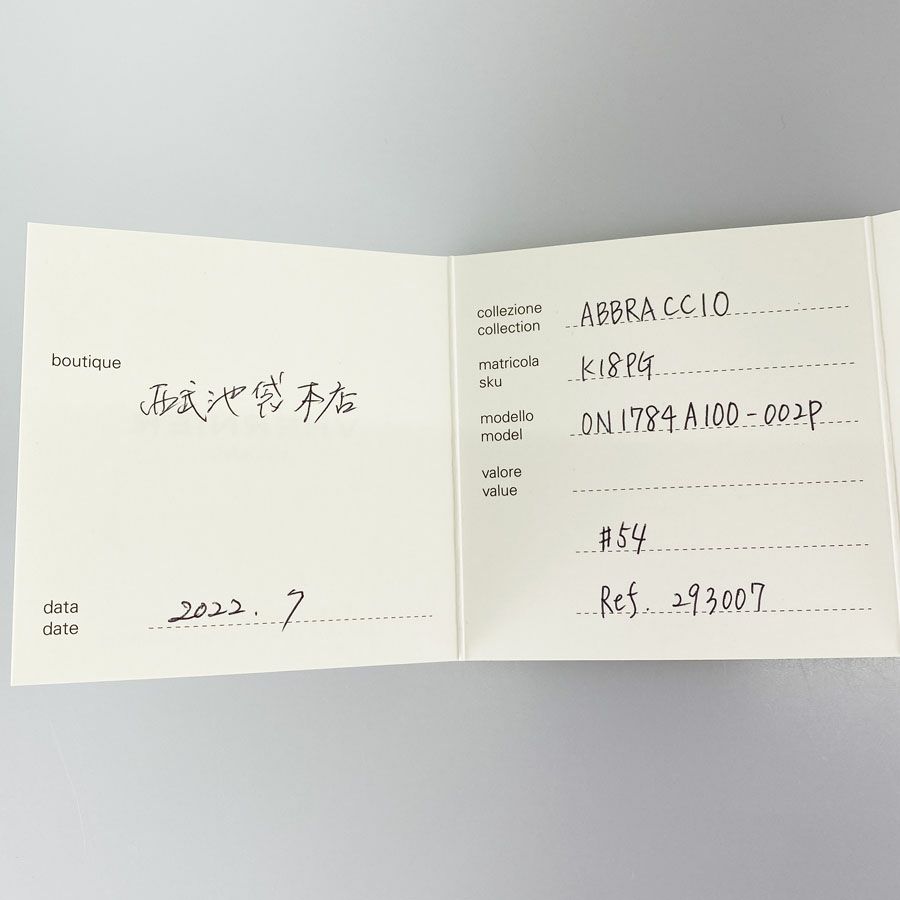 boutique
西武池袋本店
data
date
2022.7
collezione
collection
ABBRACCIO
matricola
sku
K18PG
modello
model
ON1784A100-002P
valore
value
#54
Ref. 293007